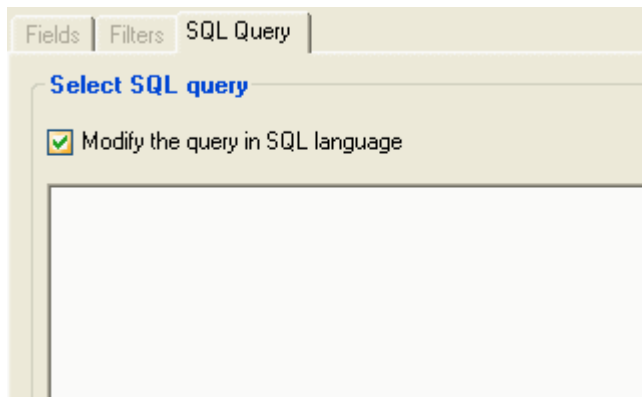 Fields Filters SQL Query
Select SQL query
Modify the query in SQL language